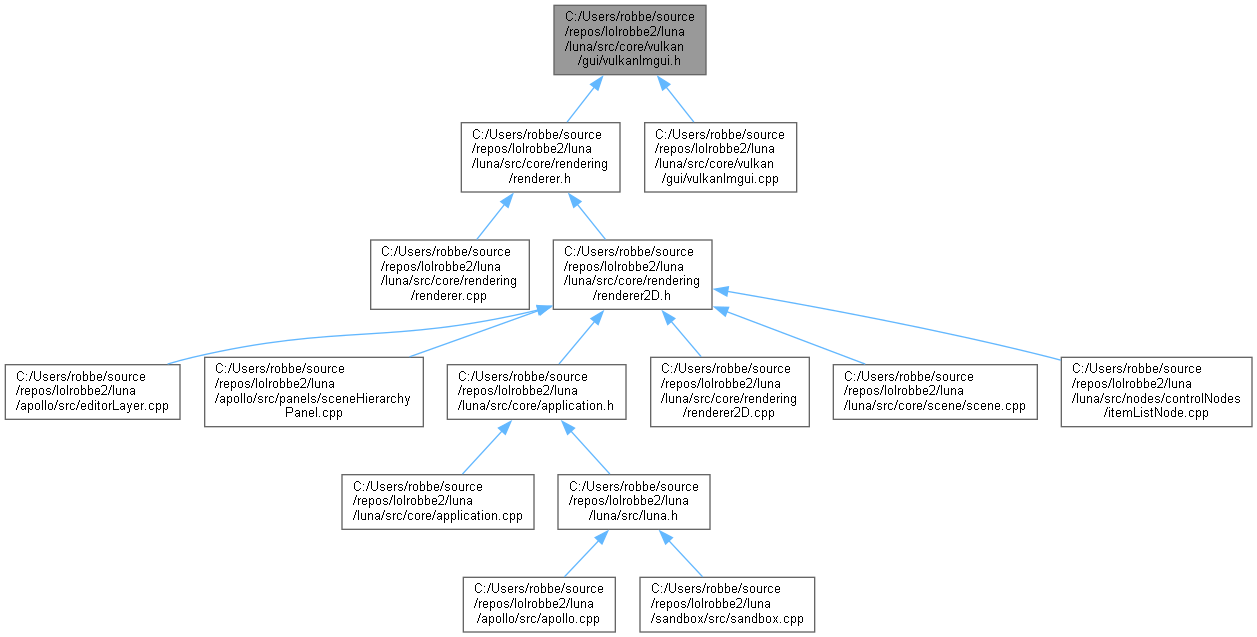 C:/Users/robbe/source
/repos/lolrobbe2/luna
/luna/src/core/vulkan
/gui/vulkanImgui.h
C:/Users/robbe/source
/repos/lolrobbe2/luna
/luna/src/core/rendering
/renderer.h
C:/Users/robbe/source
/repos/lolrobbe2/luna
/luna/src/core/vulkan
/gui/vulkanImgui.cpp
C:/Users/robbe/source
/repos/lolrobbe2/luna
/luna/src/core/rendering
/renderer.cpp
C:/Users/robbe/source
/repos/lolrobbe2/luna
/luna/src/core/rendering
/renderer2D.h
C:/Users/robbe/source
/repos/lolrobbe2/luna
/apollo/src/editorLayer.cpp
C:/Users/robbe/source
/repos/lolrobbe2/luna
/apollo/src/panels/sceneHierarchy
Panel.cpp
C:/Users/robbe/source
/repos/lolrobbe2/luna
/luna/src/core/application.h
C:/Users/robbe/source
/repos/lolrobbe2/luna
/luna/src/core/rendering
/renderer2D.cpp
C:/Users/robbe/source
/repos/lolrobbe2/luna
/luna/src/core/scene/scene.cpp
C:/Users/robbe/source
/repos/lolrobbe2/luna
/luna/src/nodes/controlNodes
/itemListNode.cpp
C:/Users/robbe/source
/repos/lolrobbe2/luna
/luna/src/core/application.cpp
C:/Users/robbe/source
/repos/lolrobbe2/luna
/luna/src/luna.h
C:/Users/robbe/source
/repos/lolrobbe2/luna
/apollo/src/apollo.cpp
C:/Users/robbe/source
/repos/lolrobbe2/luna
/sandbox/src/sandbox.cpp